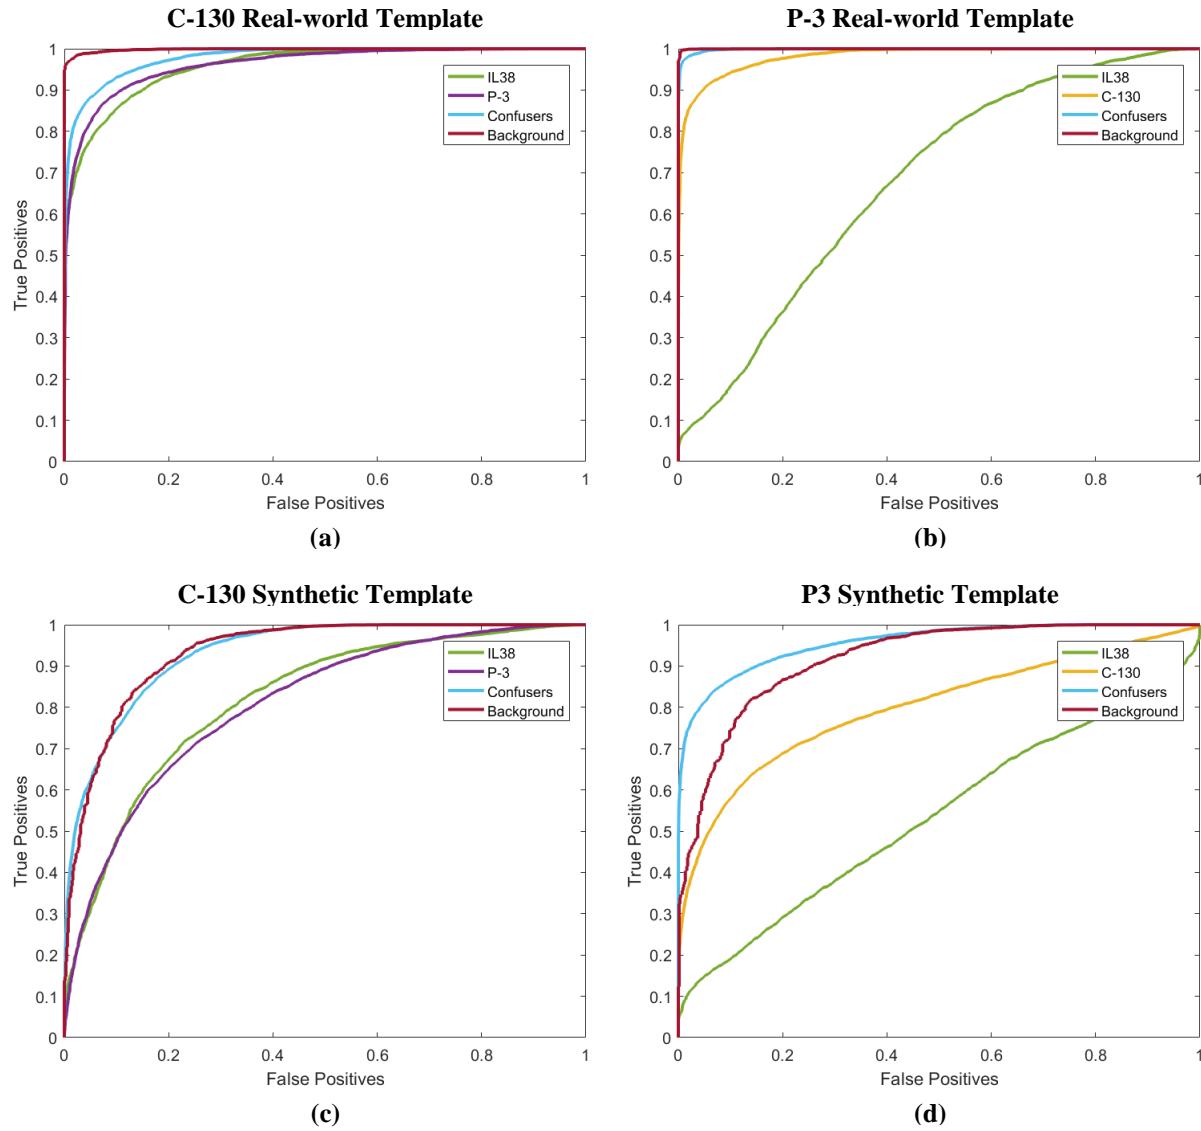 C-130 Real-world Template
1
0.9
0.8
0.7
0.6
0.5
0.4
0.3
0.2
0.1
0
True Positives
IL38
P-3
Confusers
Background
0 0.2 0.4 0.6 0.8 1
False Positives
(a)
P-3 Real-world Template
1
0.9
0.8
0.7
0.6
0.5
0.4
0.3
0.2
0.1
0
True Positives
IL38
C-130
Confusers
Background
0 0.2 0.4 0.6 0.8 1
False Positives
(b)
C-130 Synthetic Template
1
0.9
0.8
0.7
0.6
0.5
0.4
0.3
0.2
0.1
0
True Positives
IL38
P-3
Confusers
Background
0 0.2 0.4 0.6 0.8 1
False Positives
(c)
P3 Synthetic Template
1
0.9
0.8
0.7
0.6
0.5
0.4
0.3
0.2
0.1
0
True Positives
IL38
C-130
Confusers
Background
0 0.2 0.4 0.6 0.8 1
False Positives
(d)